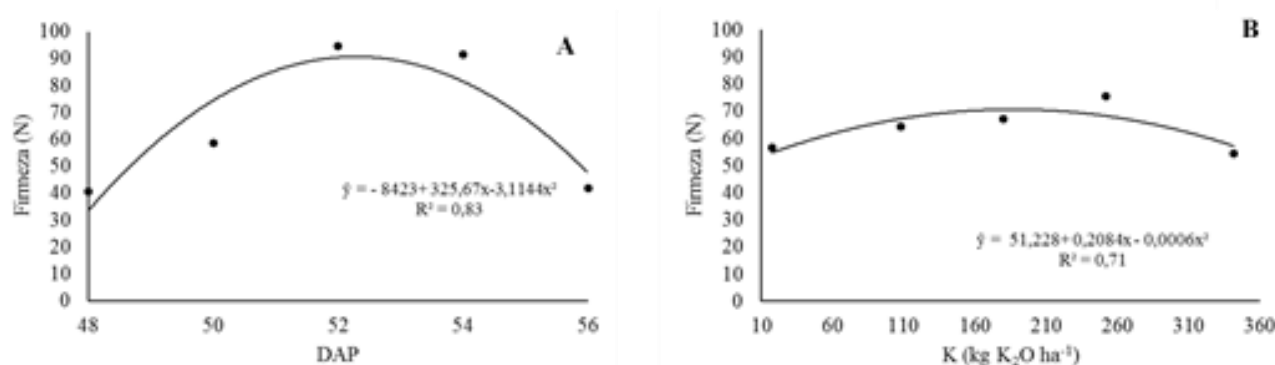 A
100
90
80
70
60
50
40
30
20
10
0
Firmeza (N)
ŷ = - 8423+ 325,67x-3,1144x²
R² = 0,83
48 50 52 54 56
DAP
B
100
90
80
70
60
50
40
30
20
10
0
Firmeza (N)
ŷ = 51,228+ 0,2084x - 0,0006x²
R² = 0,71
10 60 110 160 210 260 310 360
K (kg K₂O ha⁻¹)